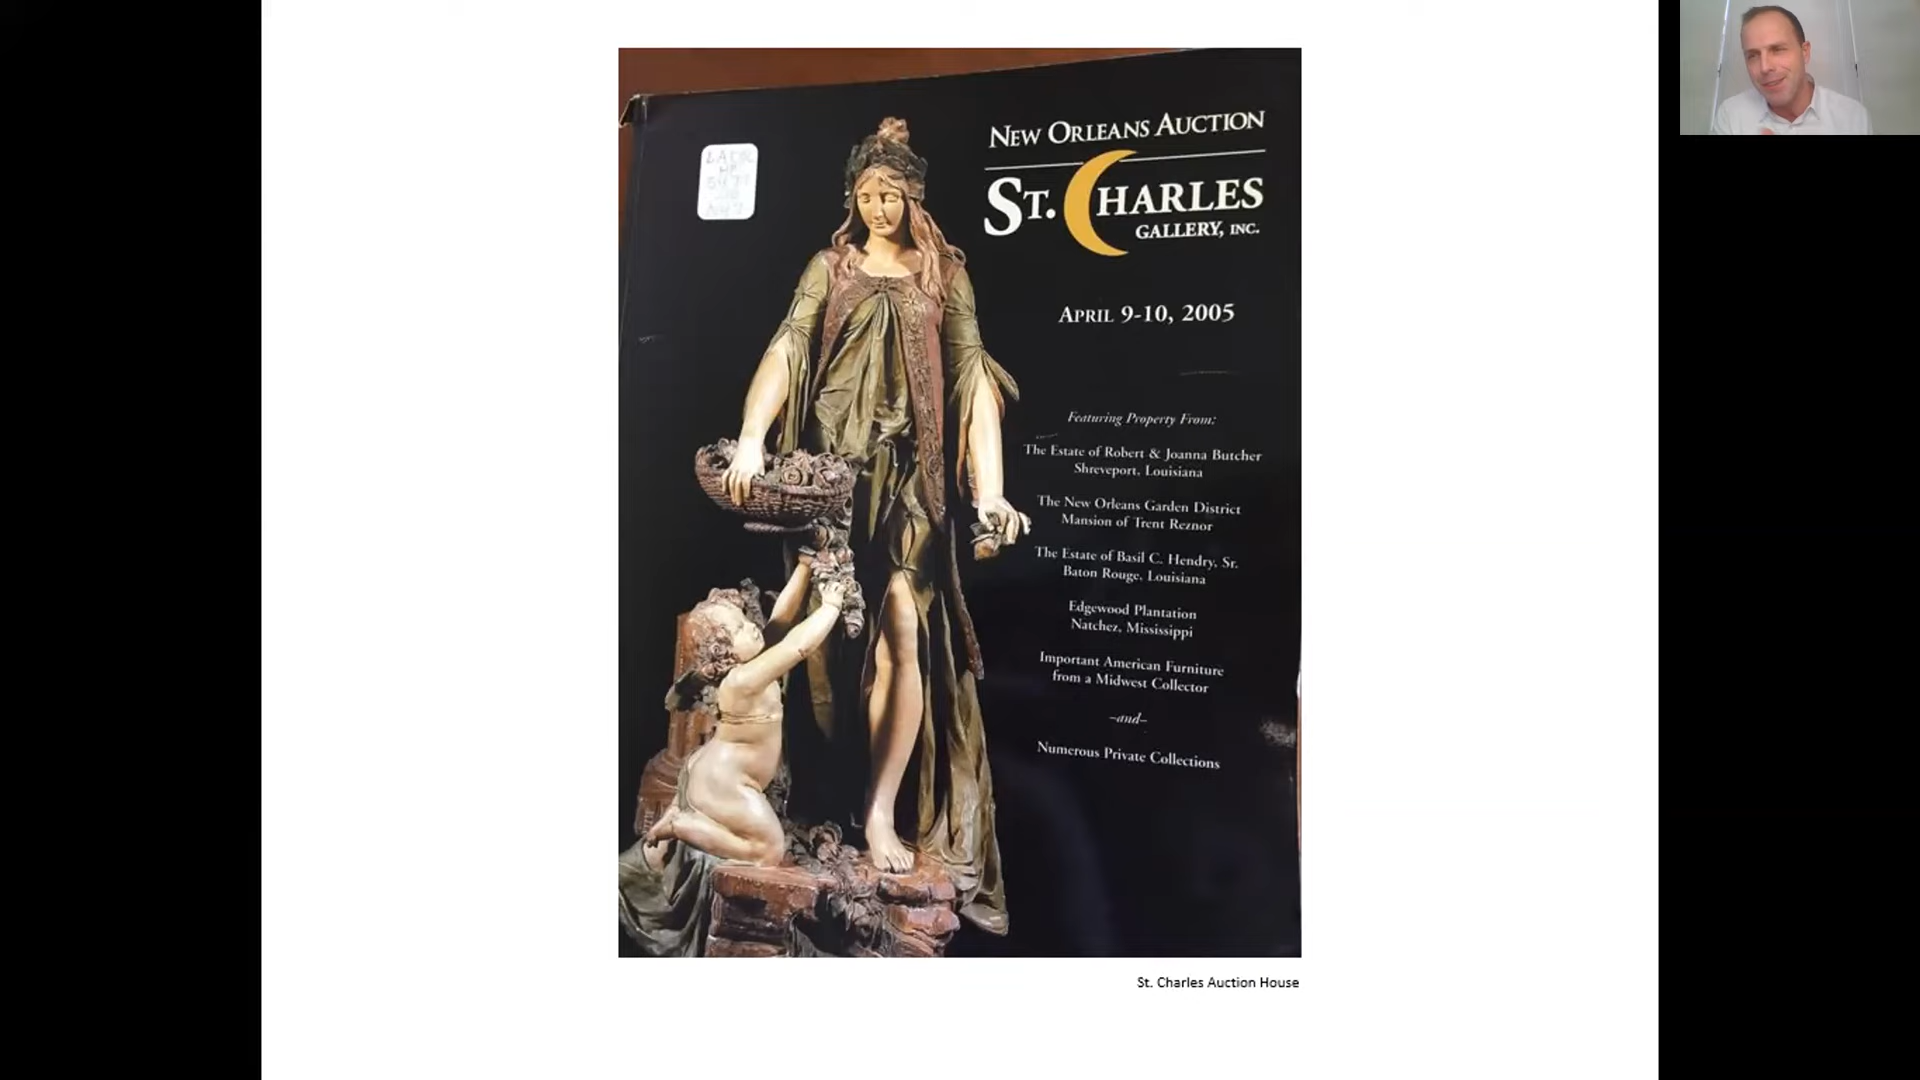 NEW ORLEANS AUCTION
ST. CHARLES
GALLERY, INC.
APRIL 9-10, 2005
Featuring Property From:
The Estate of Robert & Joanna Butcher
Shreveport, Louisiana
The New Orleans Garden District
Mansion of Trent Reznor
The Estate of Basil C. Hendry, Sr.
Baton Rouge, Louisiana
Edgewood Plantation
Natchez, Mississippi
Important American Furniture
from a Midwest Collector
–and–
Numerous Private Collections
St. Charles Auction House